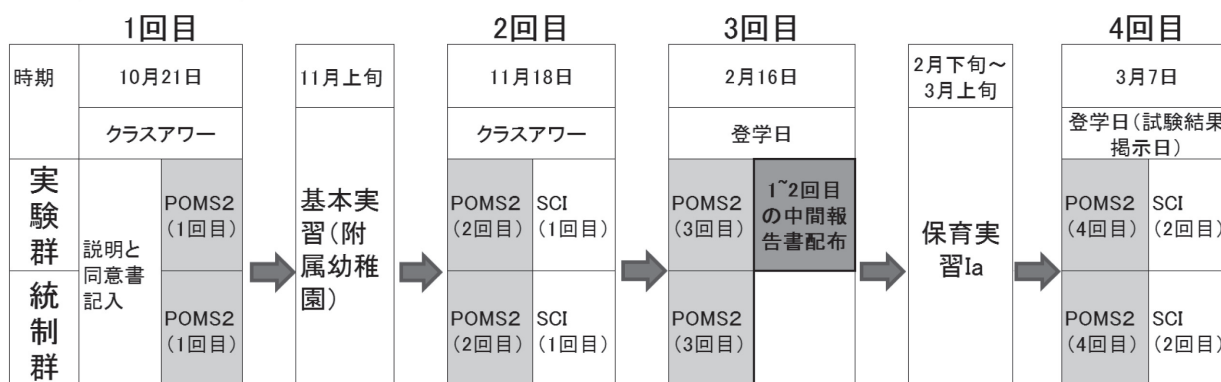 1回目
2回目
3回目
4回目
時期
10月21日
11月上旬
11月18日
2月16日
2月下旬～
3月上旬
3月7日
クラスアワー
クラスアワー
登学日
登学日(試験結果
掲示日)
実
験
群
統
制
群
説明と
同意書
記入
POMS2
(1回目)
POMS2
(1回目)
基本実
習(附
属幼稚
園)
POMS2
(2回目)
SCI
(1回目)
POMS2
(2回目)
SCI
(1回目)
POMS2
(3回目)
1~2回目
の中間報
告書配布
POMS2
(3回目)
保育実
習Ia
POMS2
(4回目)
SCI
(2回目)
POMS2
(4回目)
SCI
(2回目)